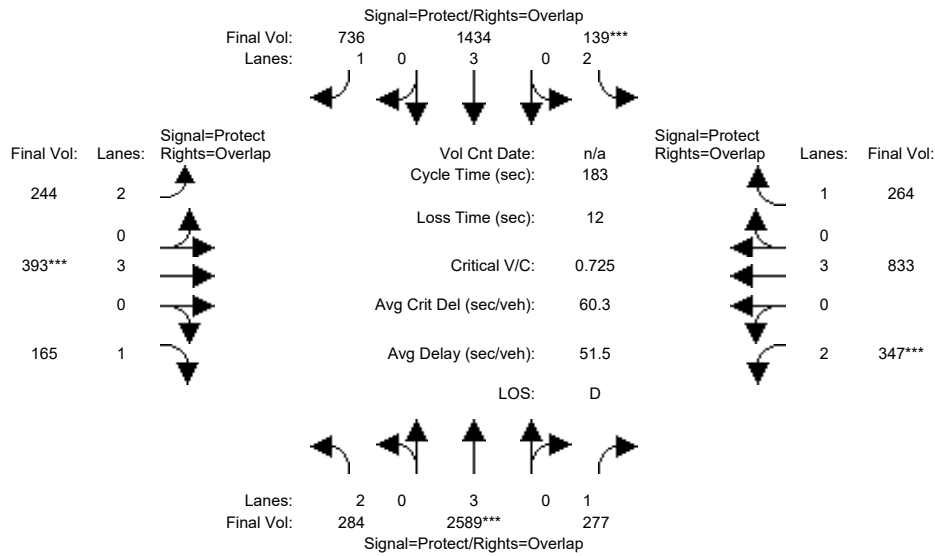 Signal=Protect/Rights=Overlap
Final Vol: 736 1434 139***
Lanes: 1 0 3 0 2
Signal=Protect Signal=Protect
Final Vol: Lanes: Rights=Overlap Vol Cnt Date: n/a Rights=Overlap Lanes: Final Vol:
Cycle Time (sec): 183
244 2 1 264
Loss Time (sec): 12
0 0
393*** 3 Critical V/C: 0.725 3 833
0 Avg Crit Del (sec/veh): 60.3 0
165 1 Avg Delay (sec/veh): 51.5 2 347***
LOS: D
Lanes: 2 0 3 0 1
Final Vol: 284 2589*** 277
Signal=Protect/Rights=Overlap